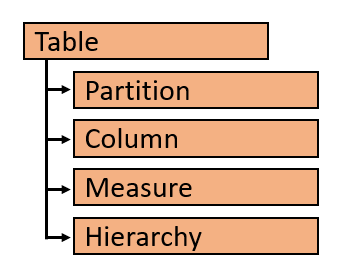 Table
Partition
Column
Measure
Hierarchy